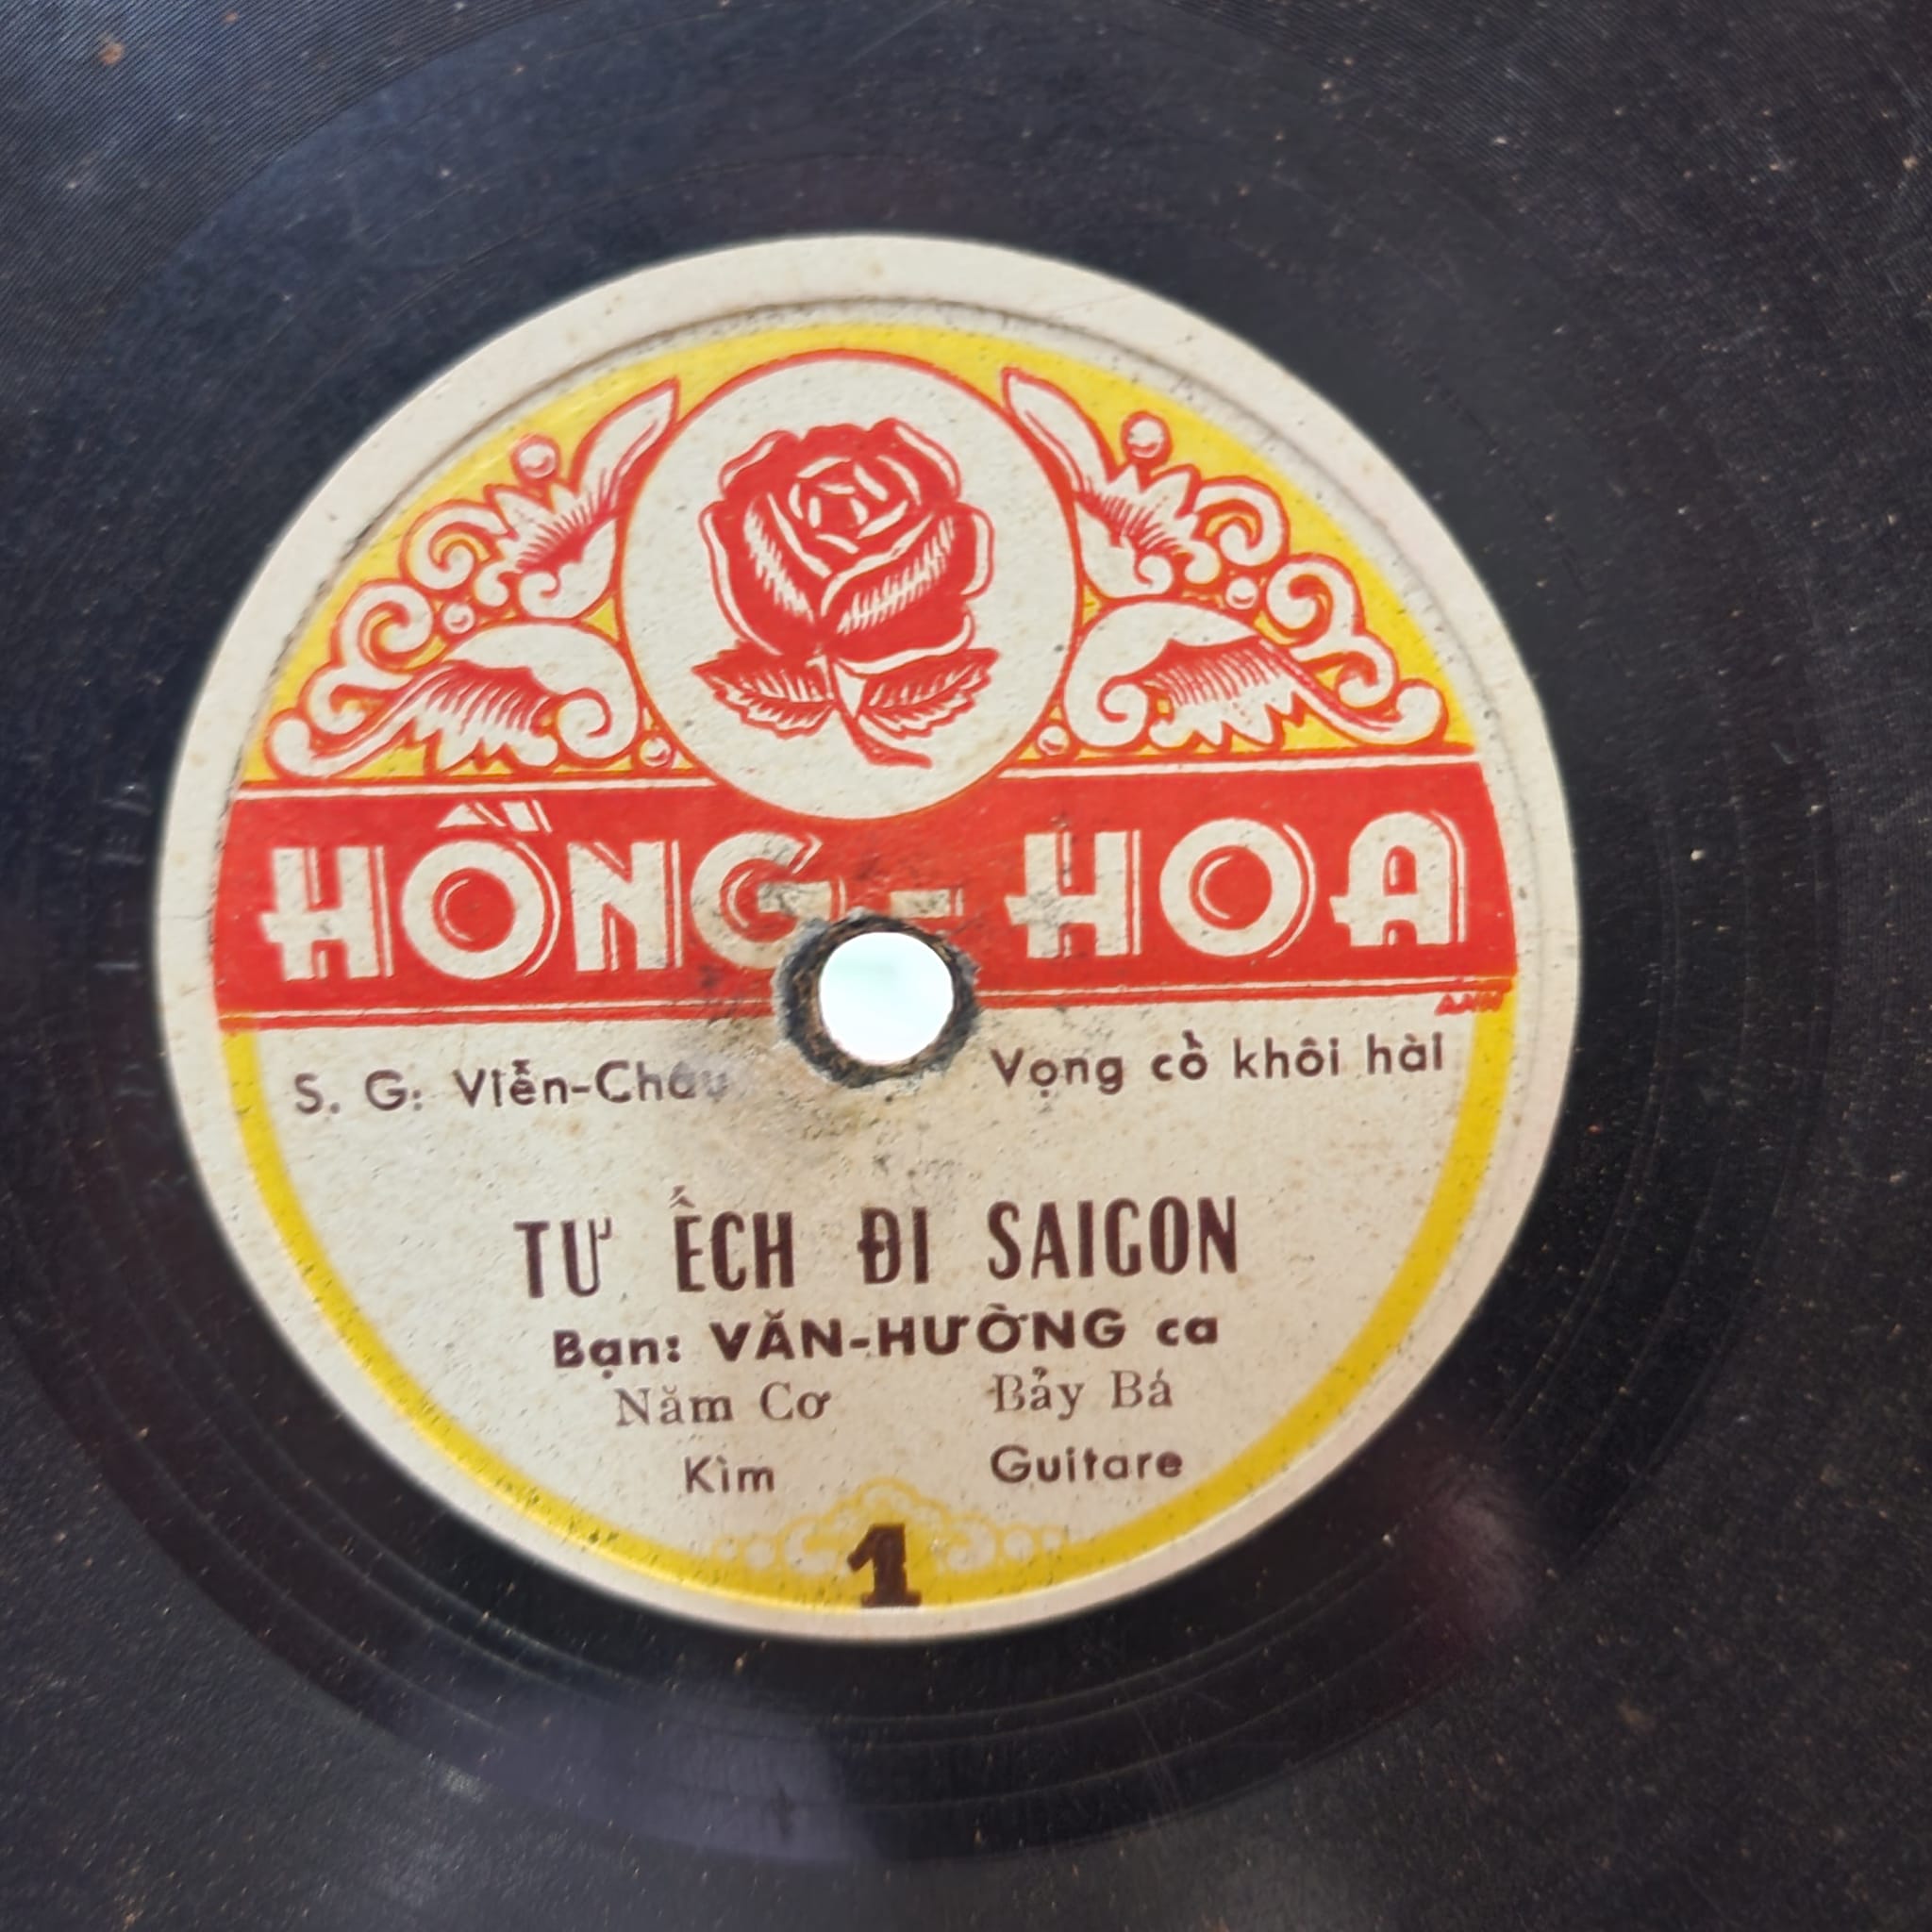 HỒNG-HOA
ANH
S. G: Viễn-Châu
Vọng cổ khôi hài
TƯ ẾCH ĐI SAIGON
Bạn: VĂN-HƯỜNG ca
Năm Cơ Bảy Bá
Kìm Guitare
1